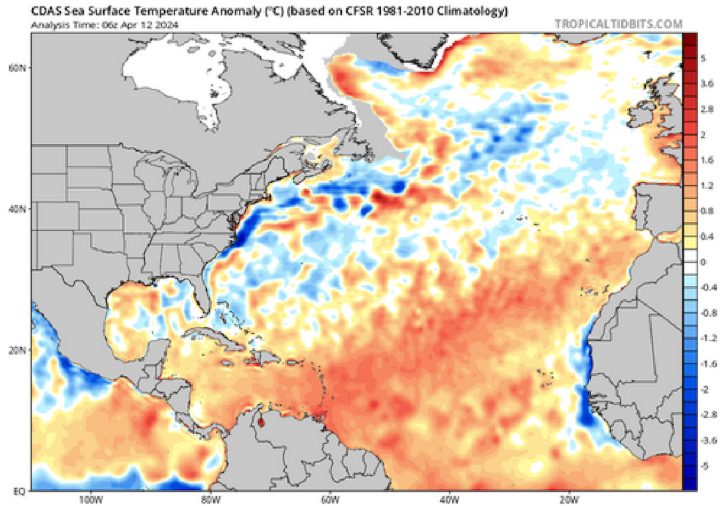 CDAS Sea Surface Temperature Anomaly (°C) (based on CFSR 1981-2010 Climatology)
Analysis Time: 06z Apr 12 2024
TROPICALTIDBITS.COM
60N
40N
20N
EQ
100W
80W
60W
40W
20W
5
3.6
2.8
2
1.6
1.2
0.8
0.4
0
-0.4
-0.8
-1.2
-1.6
-2
-2.8
-3.6
-5